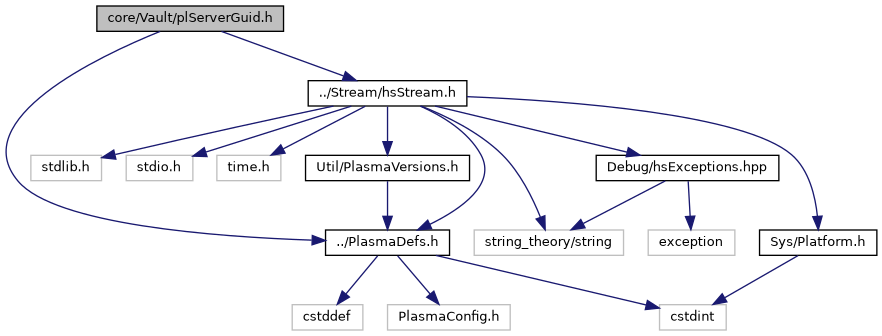 core/Vault/plServerGuid.h
../Stream/hsStream.h
stdlib.h
stdio.h
time.h
Util/PlasmaVersions.h
Debug/hsExceptions.hpp
../PlasmaDefs.h
string_theory/string
exception
Sys/Platform.h
cstddef
PlasmaConfig.h
cstdint